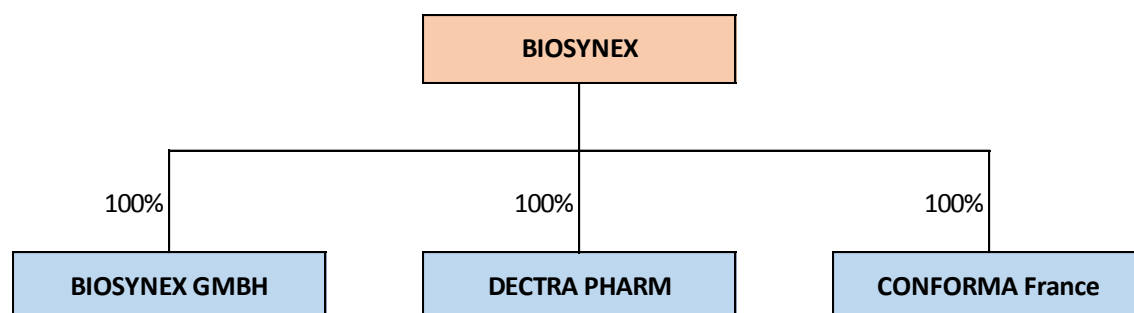 BIOSYNEX
100% 100% 100%
BIOSYNEX GMBH DECTRA PHARM CONFORMA France